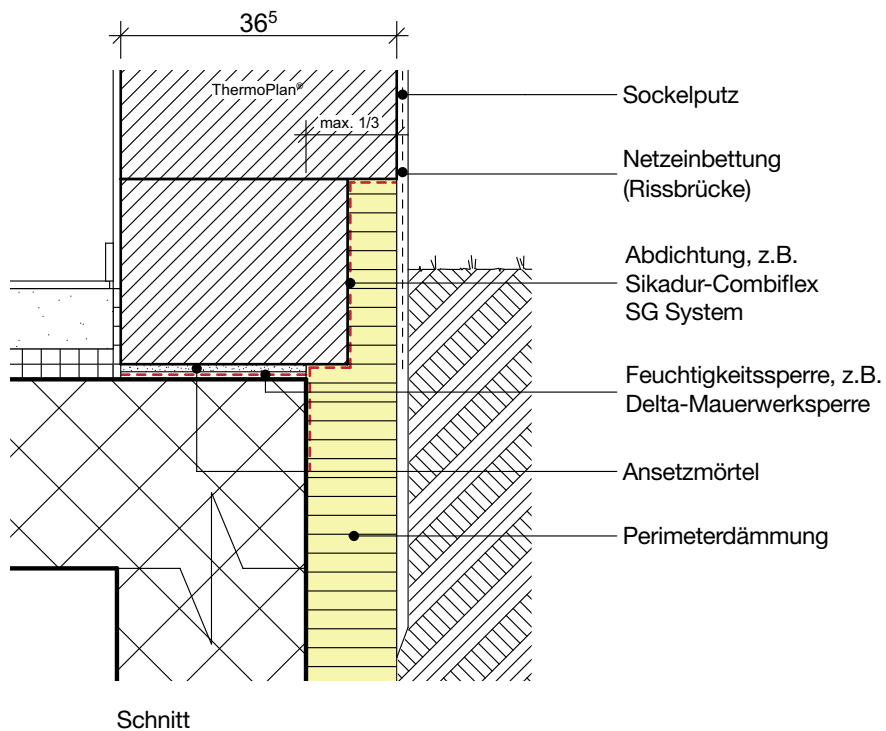 36⁵
ThermoPlan®
max. 1/3
Sockelputz
Netzeinbettung
(Rissbrücke)
Abdichtung, z.B.
Sikadur-Combiflex
SG System
Feuchtigkeitssperre, z.B.
Delta-Mauerwerksperre
Ansetzmörtel
Perimeterdämmung
Schnitt